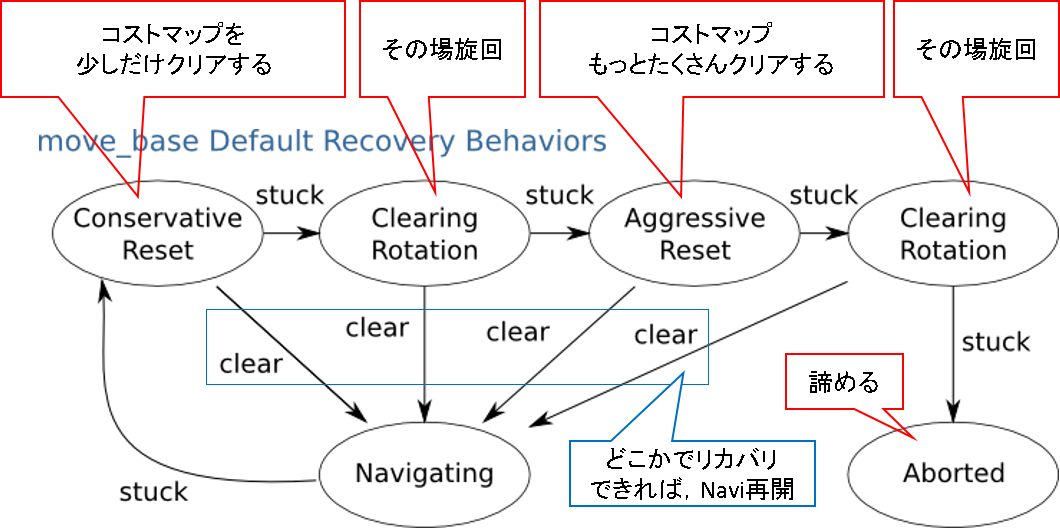 コストマップを
少しだけクリアする
その場旋回
コストマップ
もっとたくさんクリアする
その場旋回
move_base Default Recovery Behaviors
Conservative
Reset
stuck
Clearing
Rotation
stuck
Aggressive
Reset
stuck
Clearing
Rotation
clear
clear
clear
clear
stuck
諦める
どこかでリカバリ
できれば，Navi再開
Navigating
Aborted
stuck